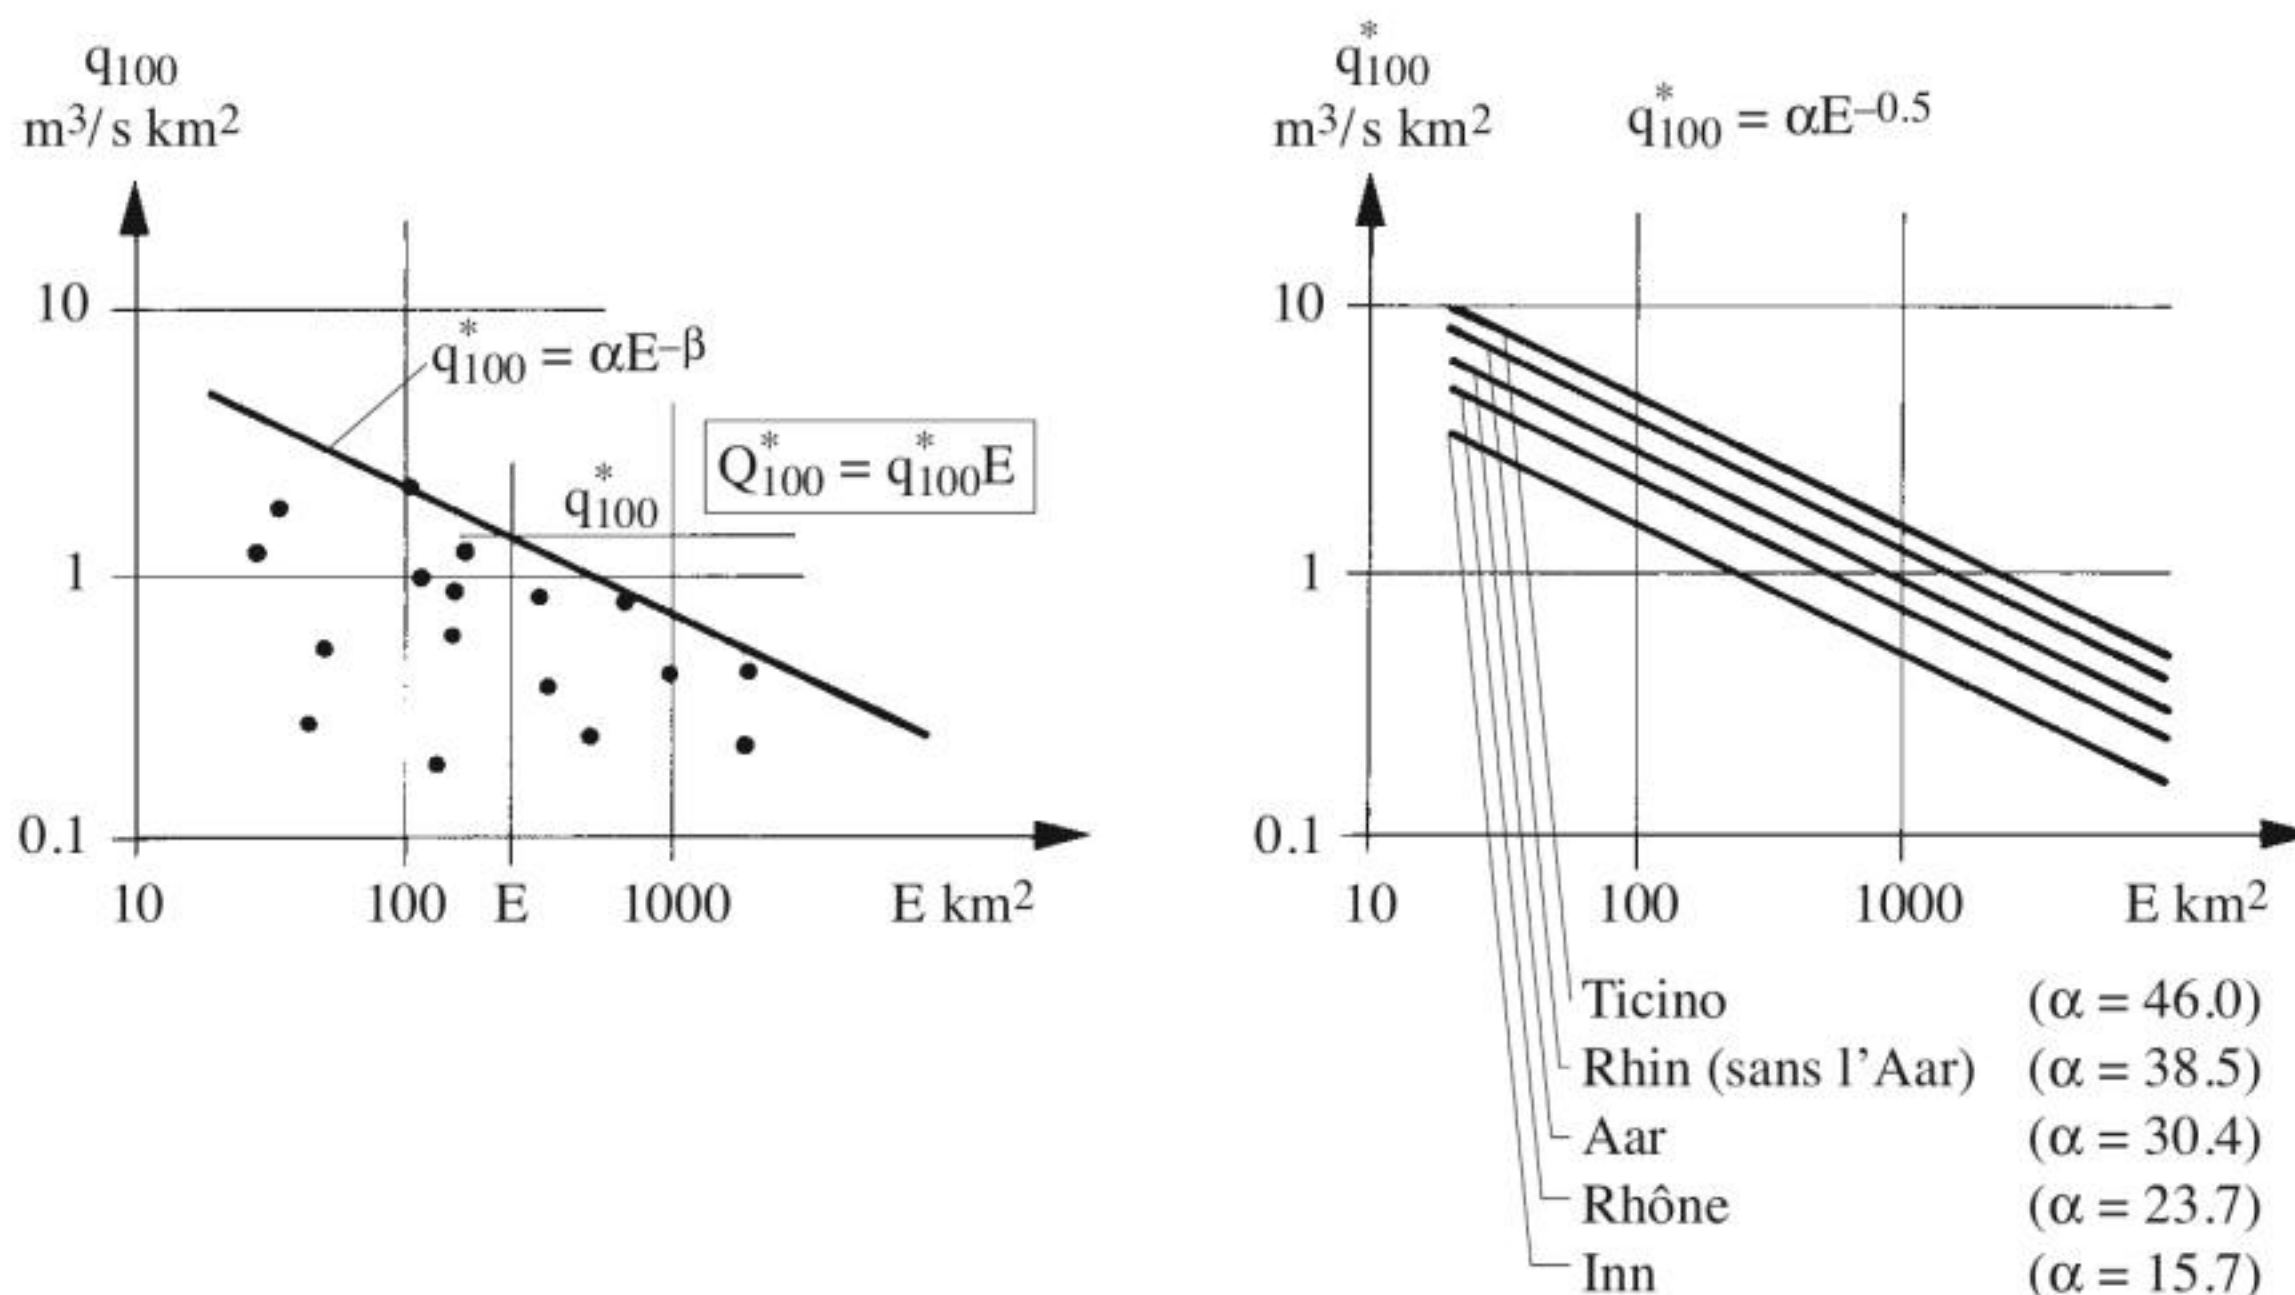 q100
m³/s km²
10
q*100 = αE–β
Q*100 = q*100E
q*100
1
0.1
10 100 E 1000 E km²
q*100
m³/s km²
q*100 = αE–0.5
10
1
0.1
10 100 1000 E km²
Ticino (α = 46.0)
Rhin (sans l’Aar) (α = 38.5)
Aar (α = 30.4)
Rhône (α = 23.7)
Inn (α = 15.7)